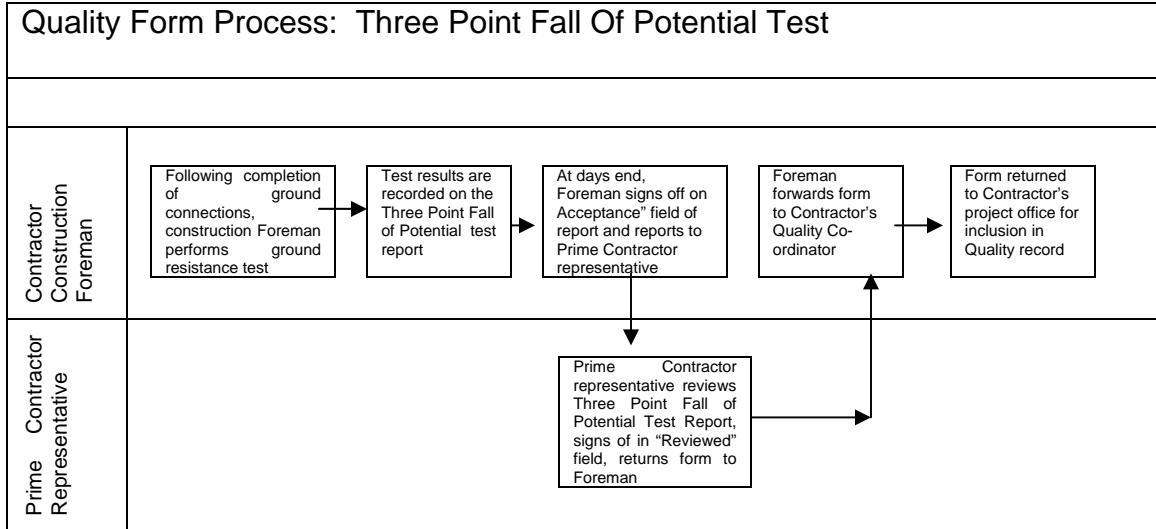 Quality Form Process: Three Point Fall Of Potential Test
Contractor
Construction
Foreman
Following completion
of ground
connections,
construction Foreman
performs ground
resistance test
Test results are
recorded on the
Three Point Fall
of Potential test
report
At days end,
Foreman signs off on
Acceptance” field of
report and reports to
Prime Contractor
representative
Foreman
forwards form
to Contractor’s
Quality Co-
ordinator
Form returned
to Contractor’s
project office for
inclusion in
Quality record
Prime Contractor
Representative
Prime Contractor
representative reviews
Three Point Fall of
Potential Test Report,
signs of in “Reviewed”
field, returns form to
Foreman